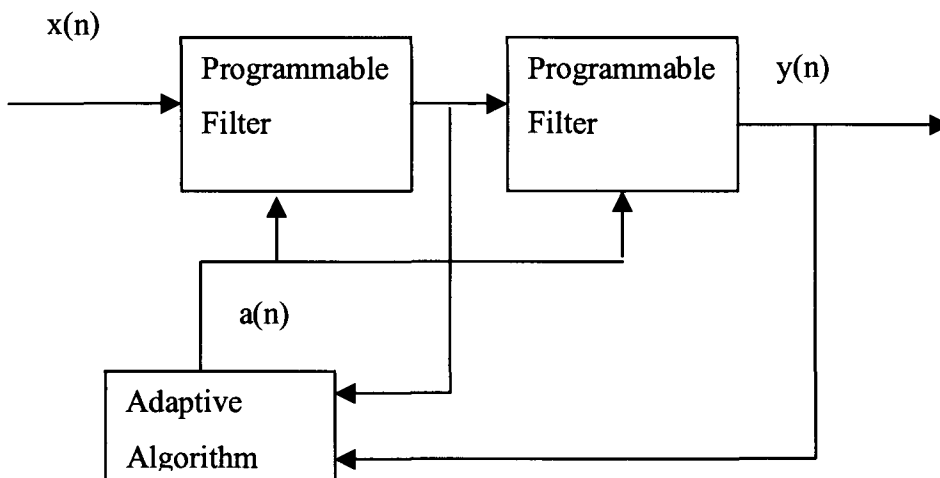 x(n)
Programmable
Filter
Programmable
Filter
y(n)
a(n)
Adaptive
Algorithm